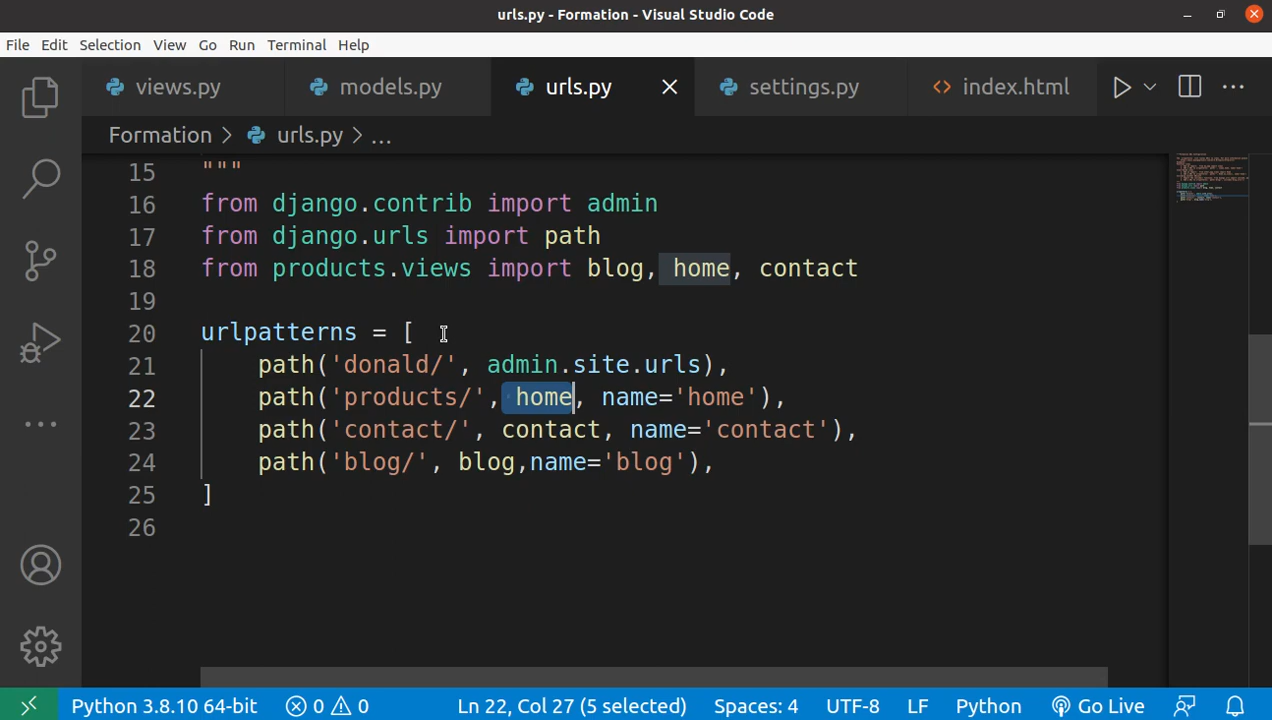 urls.py - Formation - Visual Studio Code
File Edit Selection View Go Run Terminal Help
views.py models.py urls.py settings.py index.html
Formation > urls.py > ...
15 """
16 from django.contrib import admin
17 from django.urls import path
18 from products.views import blog, home, contact
19
20 urlpatterns = [
21 path('donald/', admin.site.urls),
22 path('products/', home, name='home'),
23 path('contact/', contact, name='contact'),
24 path('blog/', blog,name='blog'),
25 ]
26
Python 3.8.10 64-bit 0 0 Ln 22, Col 27 (5 selected) Spaces: 4 UTF-8 LF Python Go Live